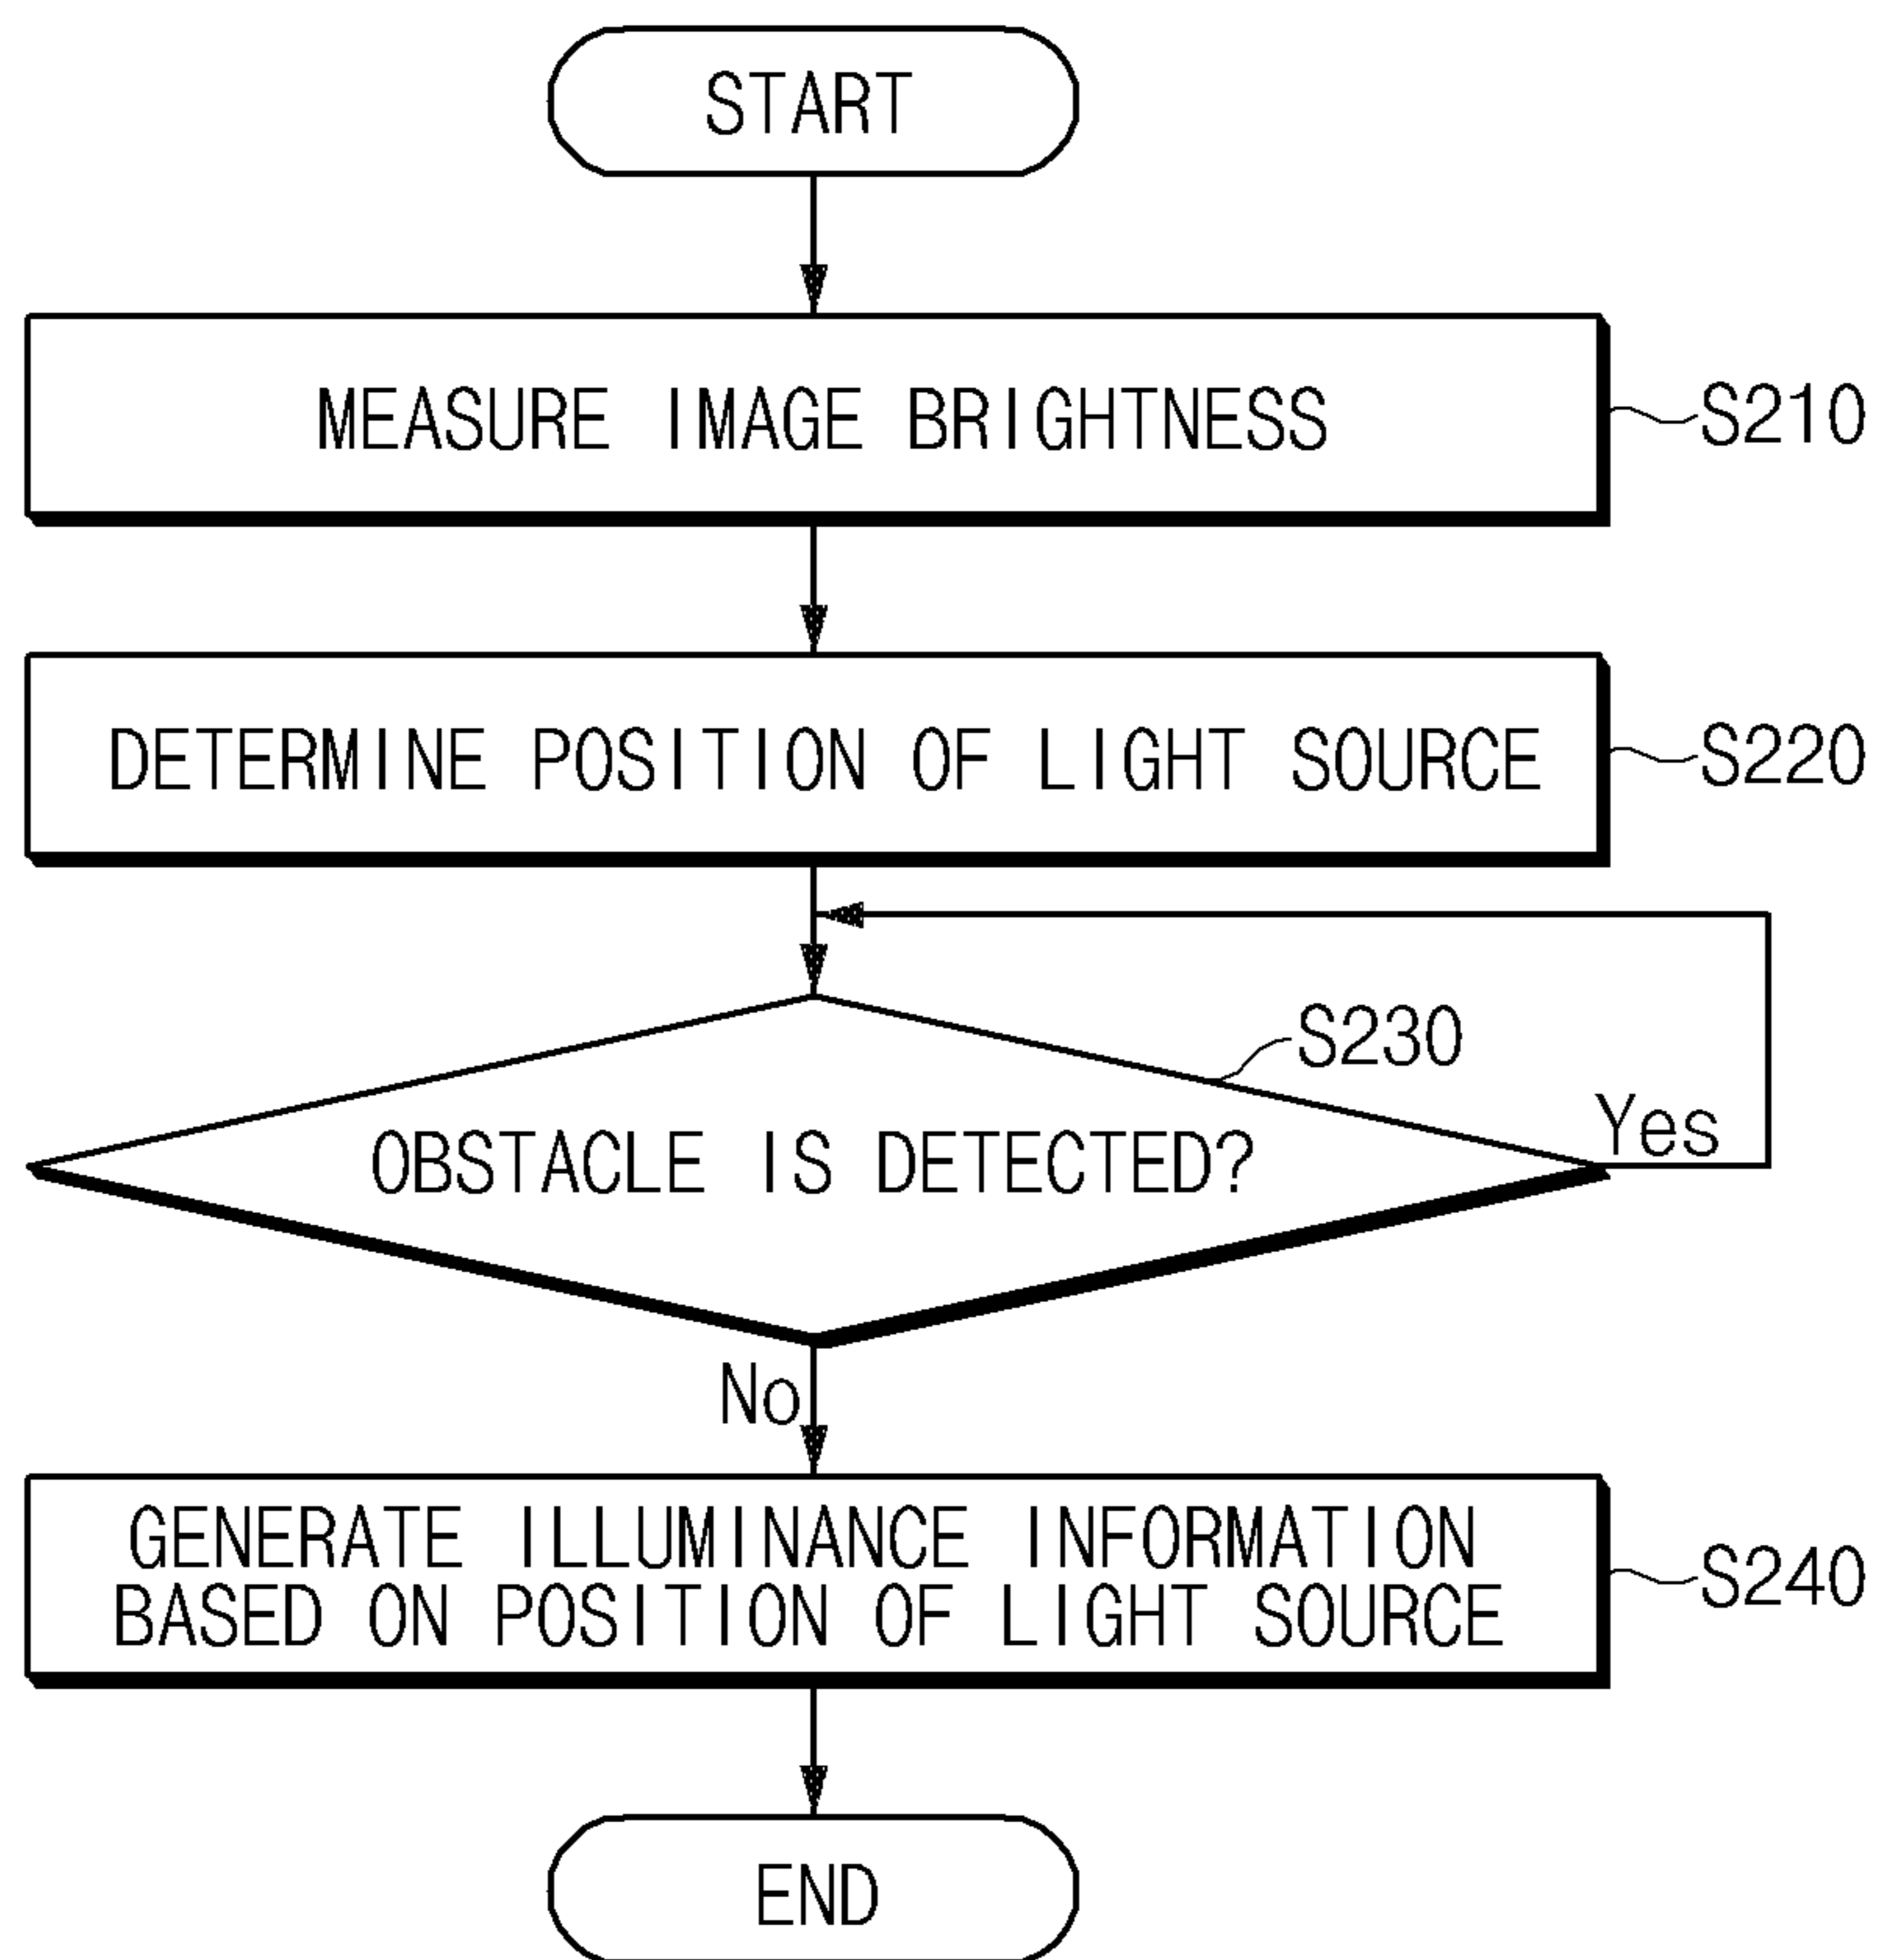 START
MEASURE IMAGE BRIGHTNESS
S210
DETERMINE POSITION OF LIGHT SOURCE
S220
S230
OBSTACLE IS DETECTED?
Yes
No
GENERATE ILLUMINANCE INFORMATION
BASED ON POSITION OF LIGHT SOURCE
S240
END